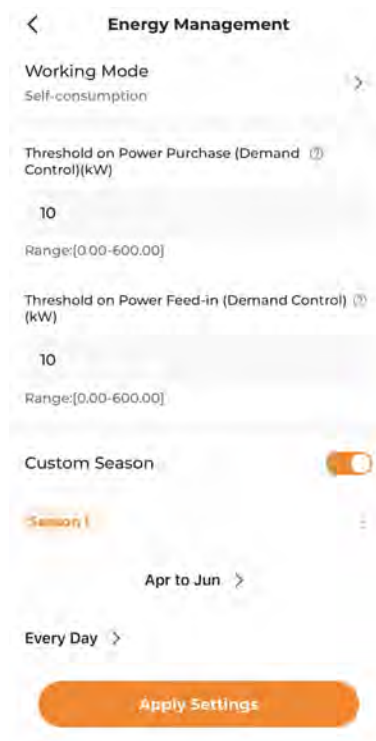 Energy Management
Working Mode
Self-consumption
Threshold on Power Purchase (Demand
Control)(kW)
10
Range:[0.00-600.00]
Threshold on Power Feed-in (Demand Control)
(kW)
10
Range:[0.00-600.00]
Custom Season
Season 1
Apr to Jun
Every Day
Apply Settings